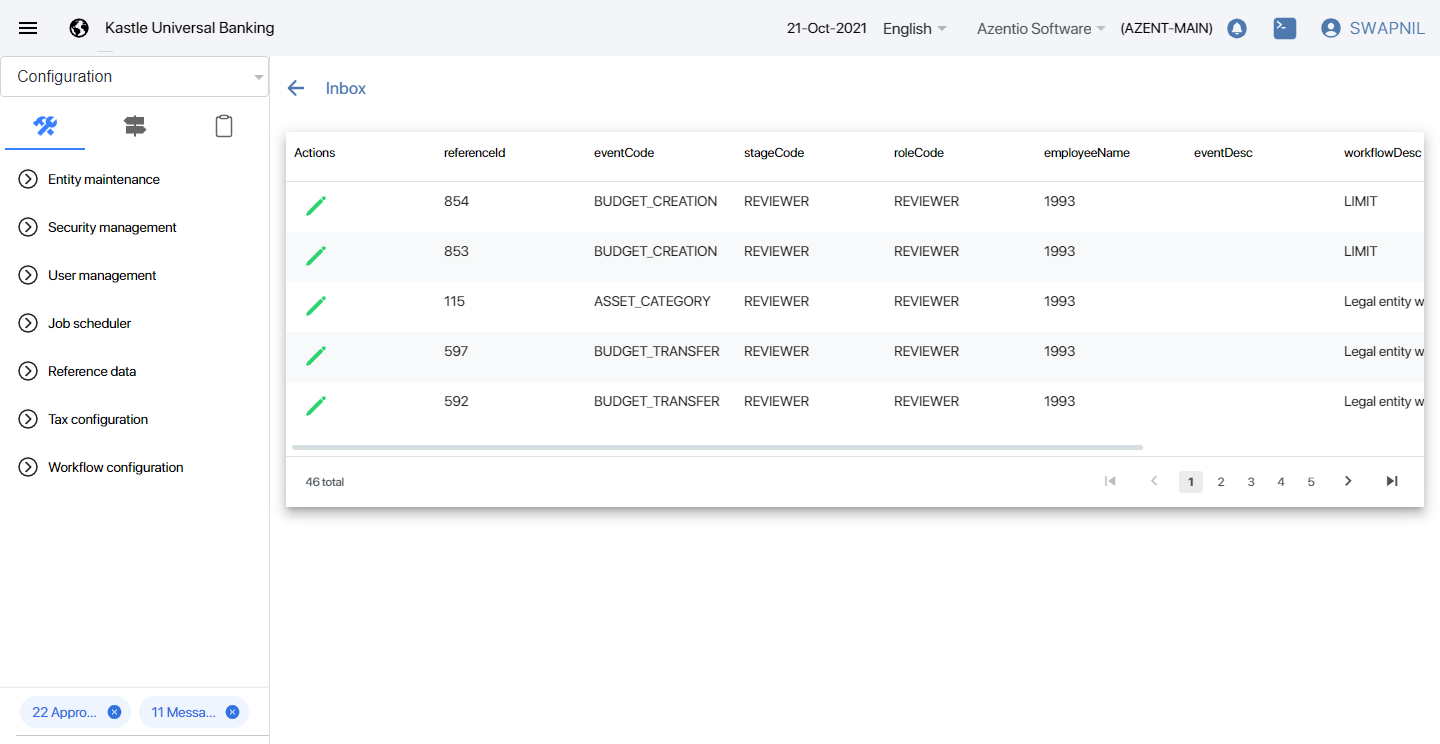 Kastle Universal Banking
21-Oct-2021 English Azentio Software (AZENT-MAIN) SWAPNIL
Configuration
Entity maintenance
Security management
User management
Job scheduler
Reference data
Tax configuration
Workflow configuration
22 Appro... 11 Messa...
Inbox
Actions referenceId eventCode stageCode roleCode employeeName eventDesc workflowDesc
854 BUDGET_CREATION REVIEWER REVIEWER 1993 LIMIT
853 BUDGET_CREATION REVIEWER REVIEWER 1993 LIMIT
115 ASSET_CATEGORY REVIEWER REVIEWER 1993 Legal entity w
597 BUDGET_TRANSFER REVIEWER REVIEWER 1993 Legal entity w
592 BUDGET_TRANSFER REVIEWER REVIEWER 1993 Legal entity w
46 total 1 2 3 4 5